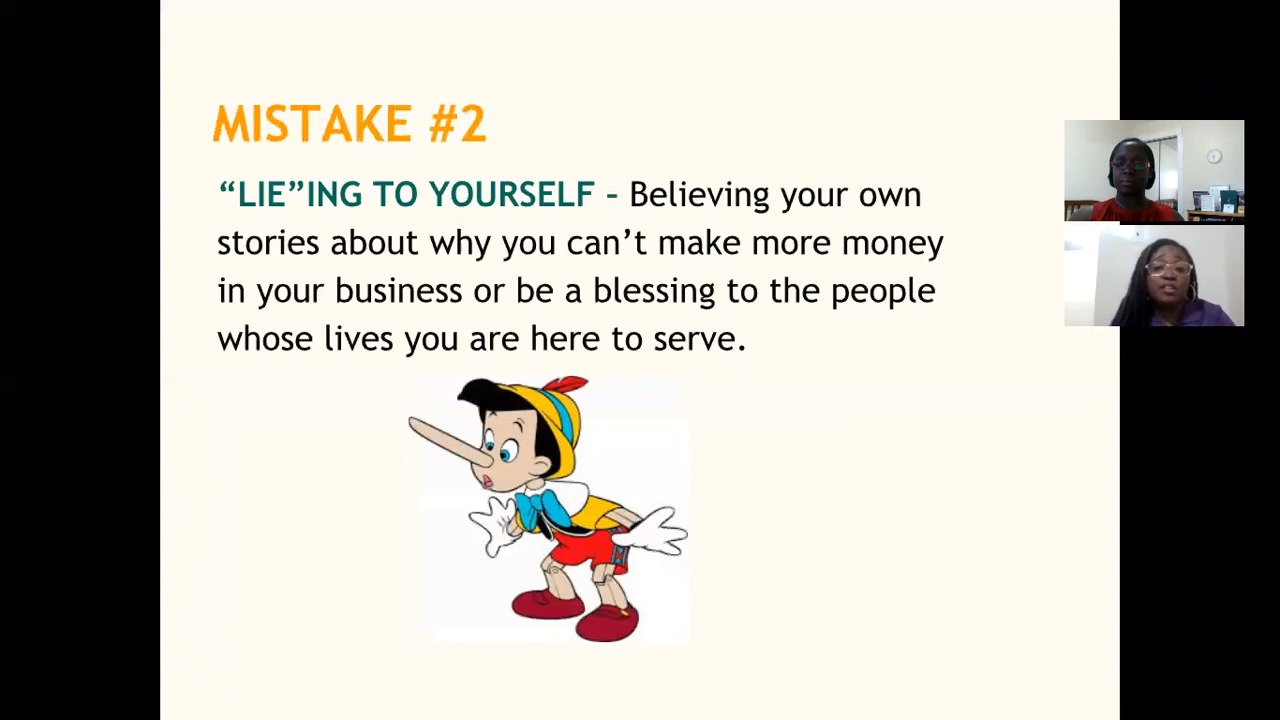 MISTAKE #2
“LIE”ING TO YOURSELF – Believing your own
stories about why you can’t make more money
in your business or be a blessing to the people
whose lives you are here to serve.